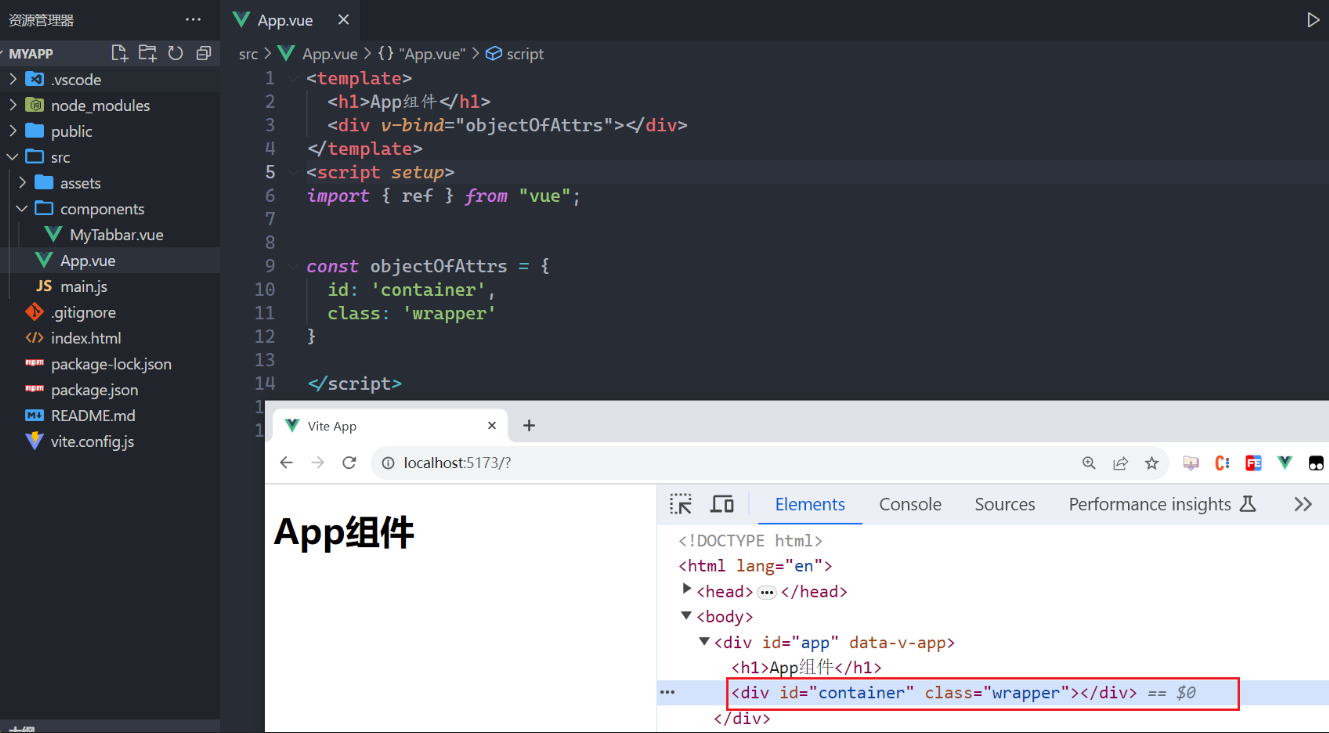 资源管理器
MYAPP
.vscode
node_modules
public
src
assets
components
MyTabbar.vue
App.vue
JS main.js
.gitignore
index.html
package-lock.json
package.json
README.md
vite.config.js
App.vue
src > App.vue > {} "App.vue" > script
1 <template>
2 <h1>App组件</h1>
3 <div v-bind="objectOfAttrs"></div>
4 </template>
5 <script setup>
6 import { ref } from "vue";
7
8
9 const objectOfAttrs = {
10 id: 'container',
11 class: 'wrapper'
12 }
13
14 </script>
Vite App
localhost:5173/?
App组件
Elements Console Sources Performance insights
<!DOCTYPE html>
<html lang="en">
<head> ••• </head>
<body>
<div id="app" data-v-app>
<h1>App组件</h1>
<div id="container" class="wrapper"></div> == $0
</div>